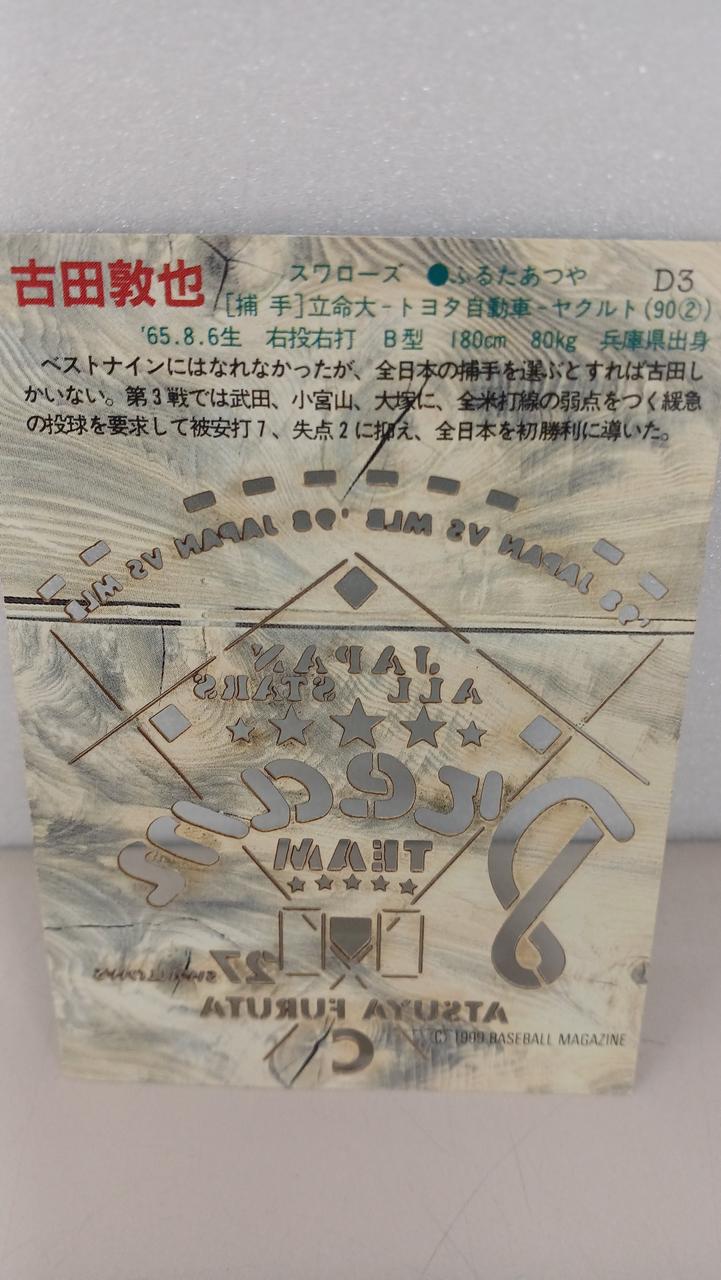 古田敦也
スワローズ ●ふるたあつや D3
[捕 手]立命大-トヨタ自動車-ヤクルト(90②)
'65.8.6生 右投右打 B型 180cm 80kg 兵庫県出身
ベストナインにはなれなかったが、全日本の捕手を選ぶとすれば古田し
かいない。第3戦では武田、小宮山、大塚に、全米打線の弱点をつく緩急
の投球を要求して被安打7、失点2に抑え、全日本を初勝利に導いた。
'98 JAPAN VS MLB '98 JAPAN VS MLB
JAPAN
ALL STARS
Dream
TEAM
27
ATSUYA FURUTA
C
(C) 1999 BASEBALL MAGAZINE